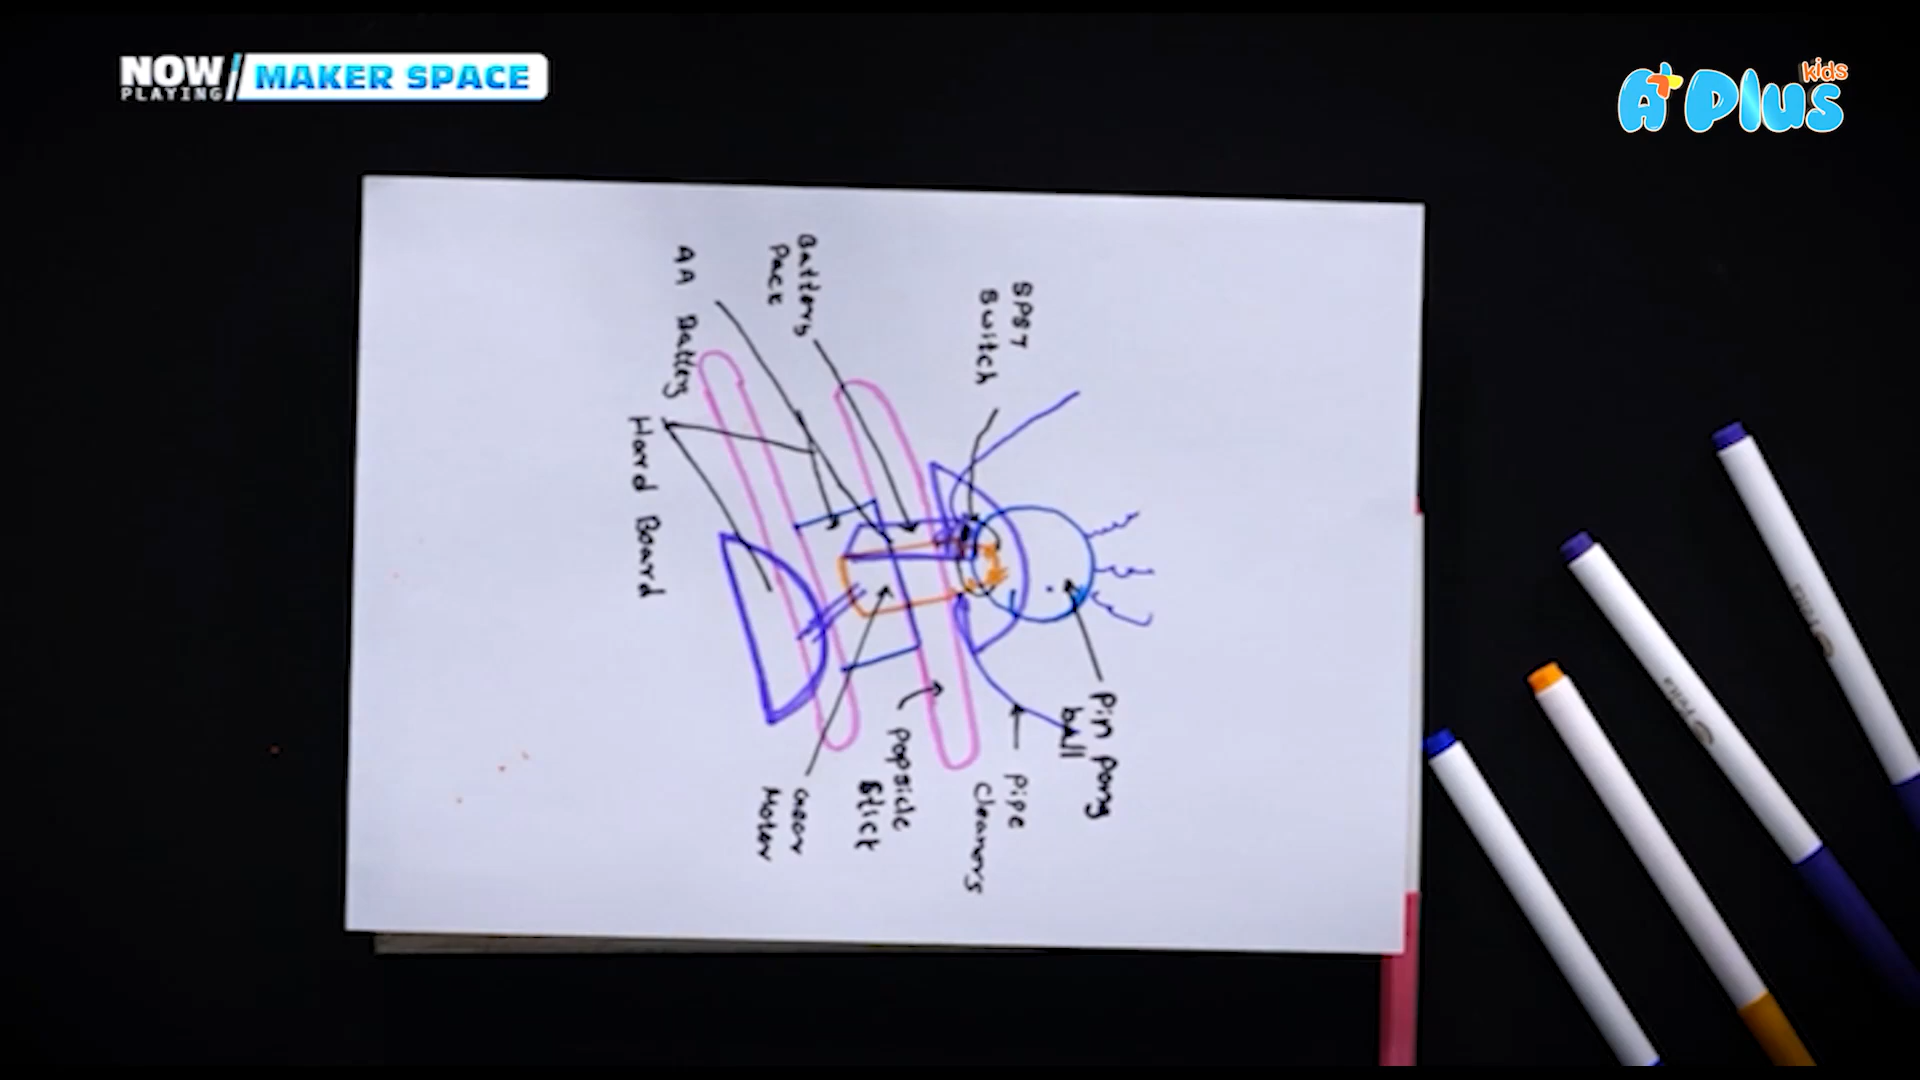 NOW
PLAYING
MAKER SPACE
A+ Plus
kids
SPST
Switch
Battery
Pack
AA Battery
Hard Board
Pin pong
ball
Pipe
Cleaners
Popsicle
Stick
Gear
Motor